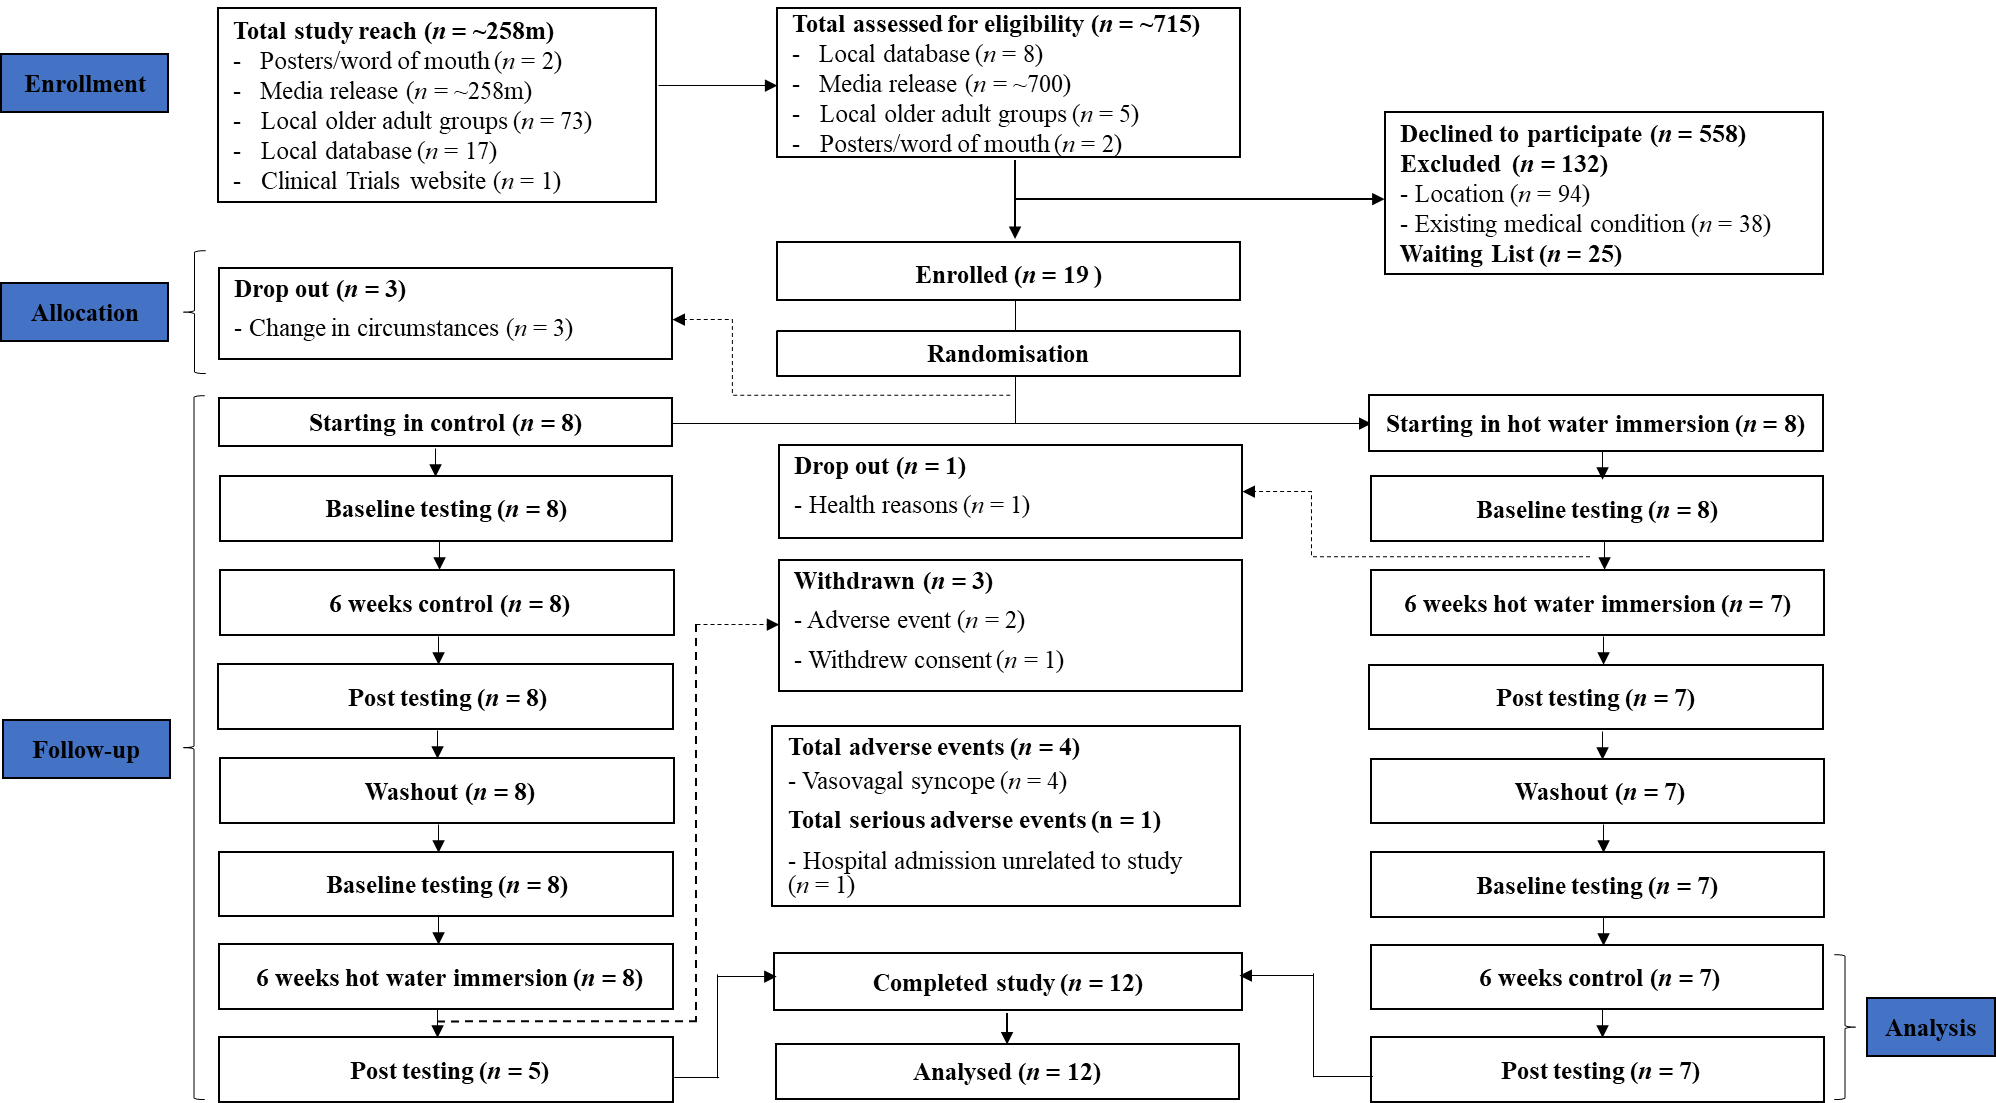 Enrollment
Total study reach (n = ~258m)
- Posters/word of mouth (n = 2)
- Media release (n = ~258m)
- Local older adult groups (n = 73)
- Local database (n = 17)
- Clinical Trials website (n = 1)
Total assessed for eligibility (n = ~715)
- Local database (n = 8)
- Media release (n = ~700)
- Local older adult groups (n = 5)
- Posters/word of mouth (n = 2)
Declined to participate (n = 558)
Excluded (n = 132)
- Location (n = 94)
- Existing medical condition (n = 38)
Waiting List (n = 25)
Enrolled (n = 19 )
Allocation
Drop out (n = 3)
- Change in circumstances (n = 3)
Randomisation
Follow-up
Starting in control (n = 8)
Baseline testing (n = 8)
6 weeks control (n = 8)
Post testing (n = 8)
Washout (n = 8)
Baseline testing (n = 8)
6 weeks hot water immersion (n = 8)
Post testing (n = 5)
Drop out (n = 1)
- Health reasons (n = 1)
Withdrawn (n = 3)
- Adverse event (n = 2)
- Withdrew consent (n = 1)
Total adverse events (n = 4)
- Vasovagal syncope (n = 4)
Total serious adverse events (n = 1)
- Hospital admission unrelated to study
(n = 1)
Completed study (n = 12)
Analysed (n = 12)
Starting in hot water immersion (n = 8)
Baseline testing (n = 8)
6 weeks hot water immersion (n = 7)
Post testing (n = 7)
Washout (n = 7)
Baseline testing (n = 7)
6 weeks control (n = 7)
Post testing (n = 7)
Analysis